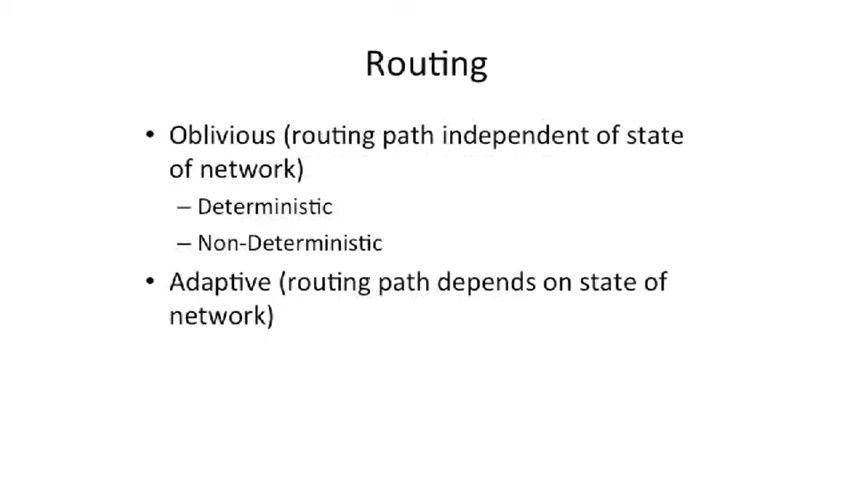 Routing
• Oblivious (routing path independent of state
of network)
– Deterministic
– Non-Deterministic
• Adaptive (routing path depends on state of
network)